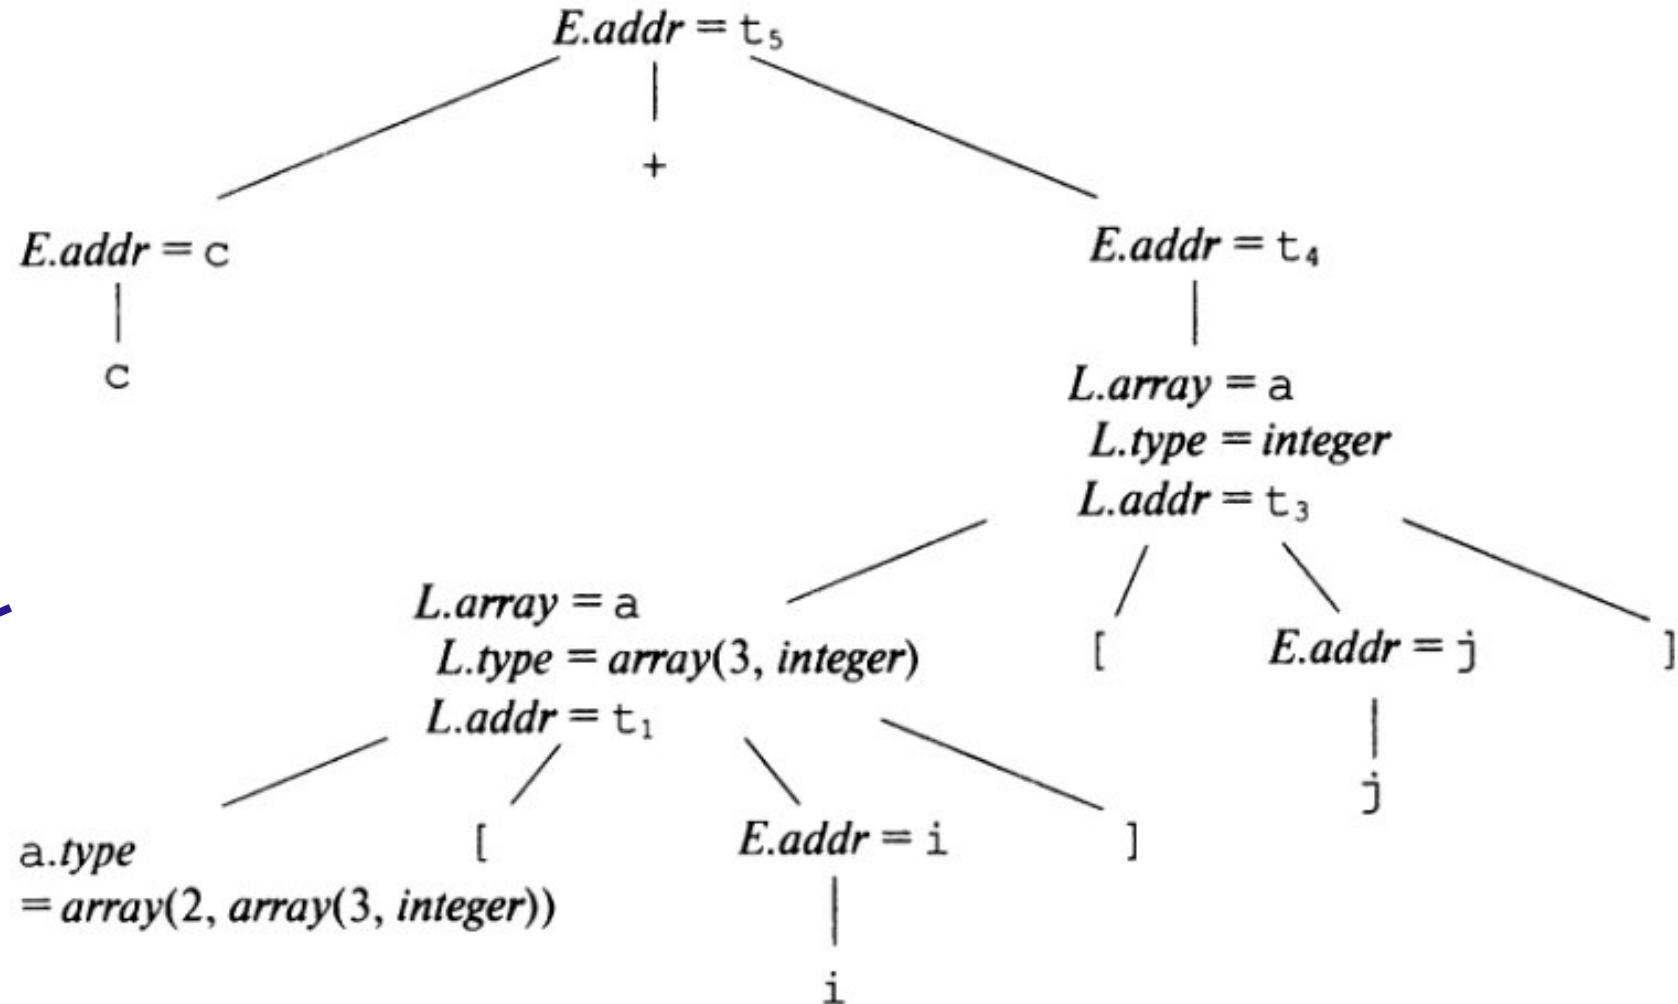 E.addr = t₅
+
E.addr = c
E.addr = t₄
c
L.array = a
L.type = integer
L.addr = t₃
L.array = a
L.type = array(3, integer)
L.addr = t₁
[
E.addr = j
]
j
a.type
= array(2, array(3, integer))
[
E.addr = i
]
i